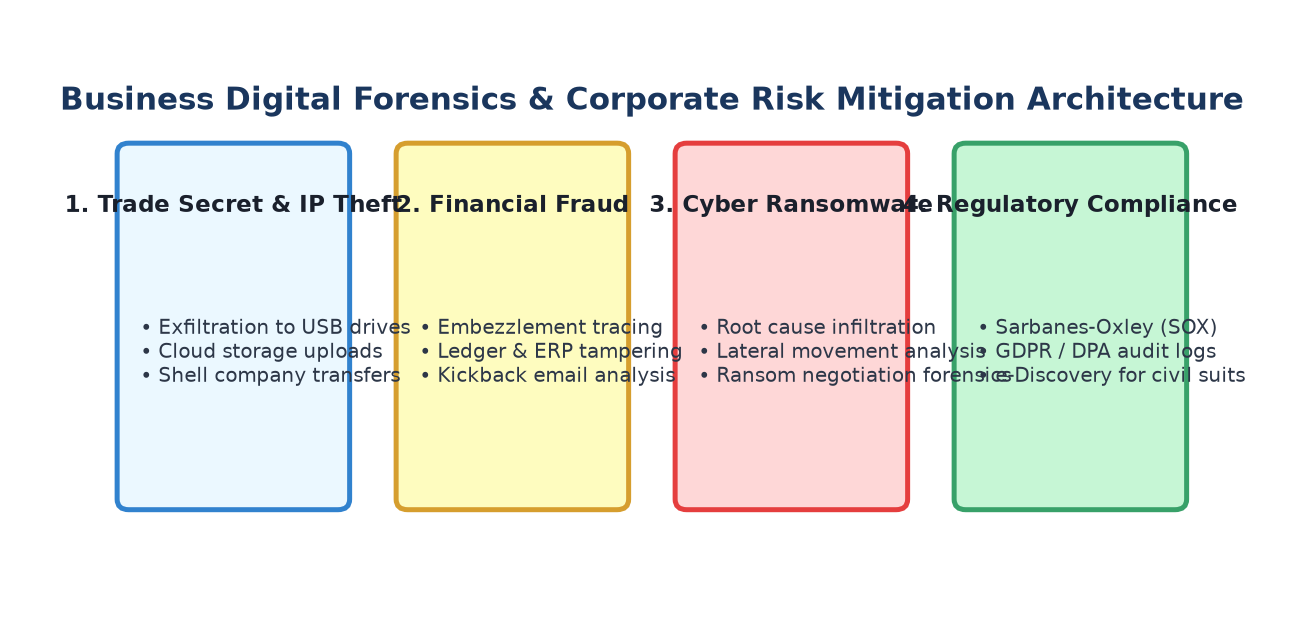 Business Digital Forensics & Corporate Risk Mitigation Architecture
1. Trade Secret & IP Theft
• Exfiltration to USB drives
• Cloud storage uploads
• Shell company transfers
2. Financial Fraud
• Embezzlement tracing
• Ledger & ERP tampering
• Kickback email analysis
3. Cyber Ransomware
• Root cause infiltration
• Lateral movement analysis
• Ransom negotiation forensics
4. Regulatory Compliance
• Sarbanes-Oxley (SOX)
• GDPR / DPA audit logs
• e-Discovery for civil suits